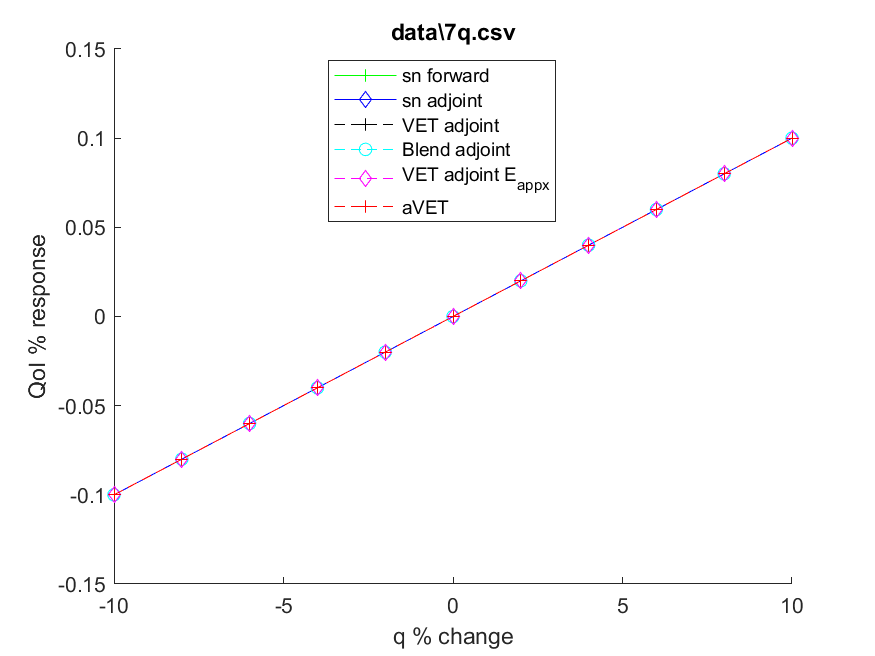 data\7q.csv
0.15
0.1
0.05
0
-0.05
-0.1
-0.15
QoI % response
sn forward
sn adjoint
VET adjoint
Blend adjoint
VET adjoint Eappx
aVET
-10
-5
0
5
10
q % change